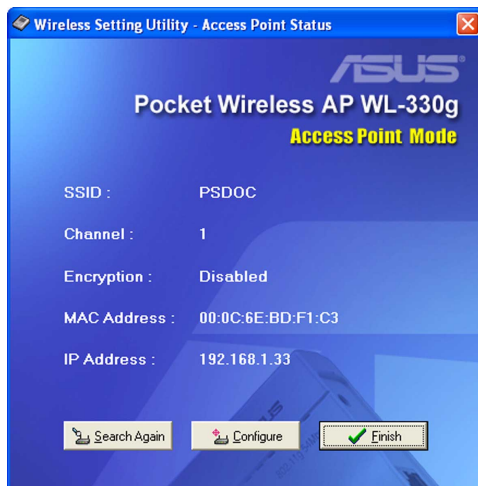 Wireless Setting Utility - Access Point Status
ASUS
Pocket Wireless AP WL-330g
Access Point Mode
SSID : PSDOC
Channel : 1
Encryption : Disabled
MAC Address : 00:0C:6E:BD:F1:C3
IP Address : 192.168.1.33
Search Again Configure Finish